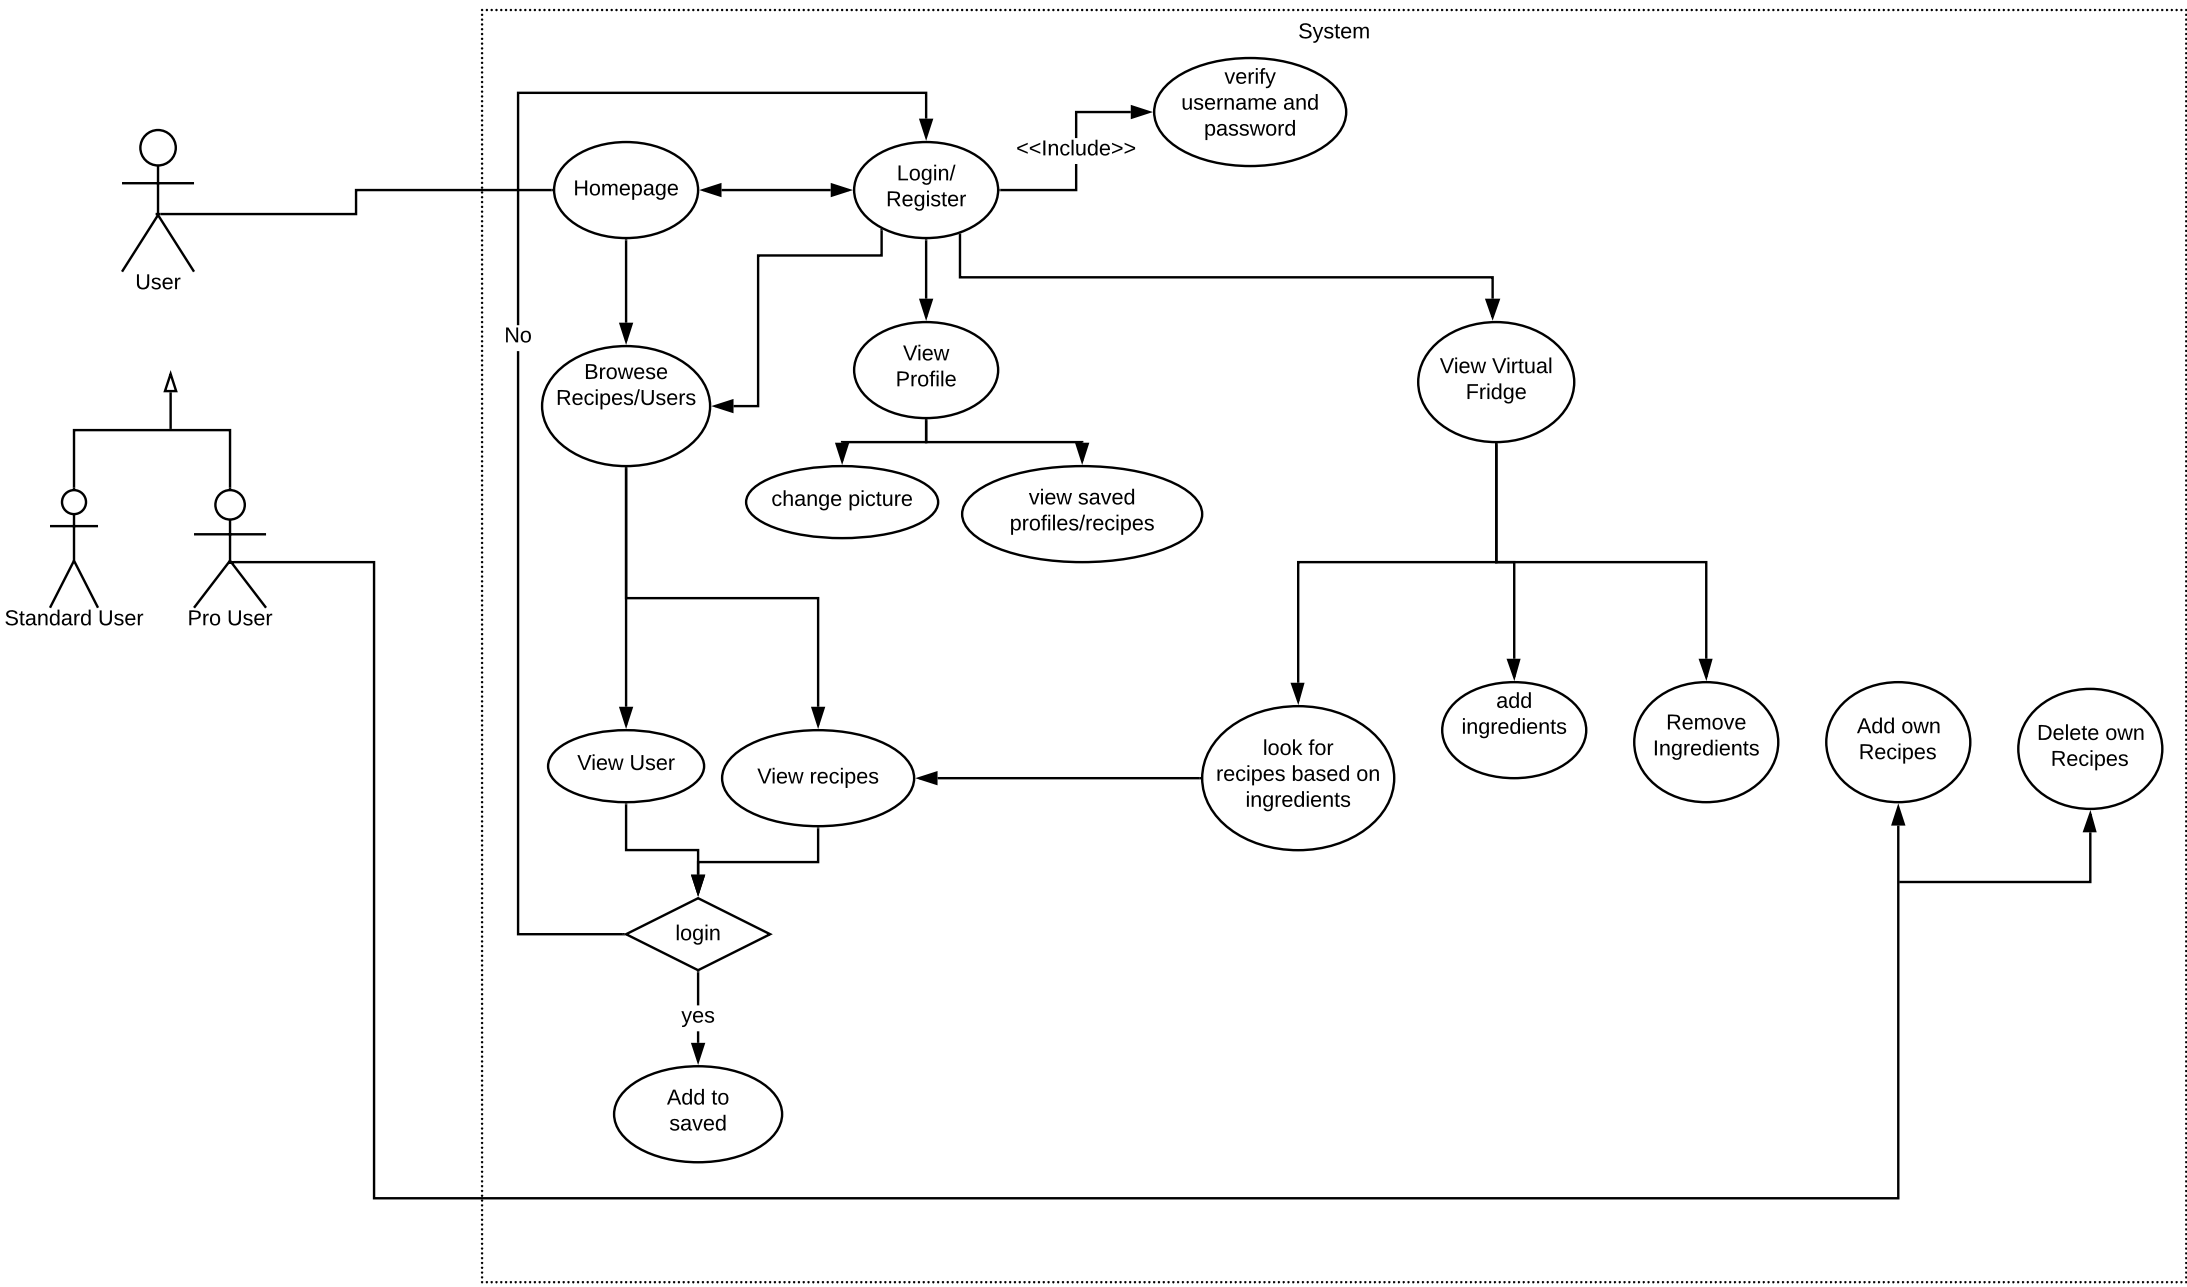 System
verify
username and
password
<<Include>>
Homepage
Login/
Register
User
No
Browese
Recipes/Users
View
Profile
View Virtual
Fridge
change picture
view saved
profiles/recipes
Standard User
Pro User
View User
View recipes
look for
recipes based on
ingredients
add
ingredients
Remove
Ingredients
Add own
Recipes
Delete own
Recipes
login
yes
Add to
saved